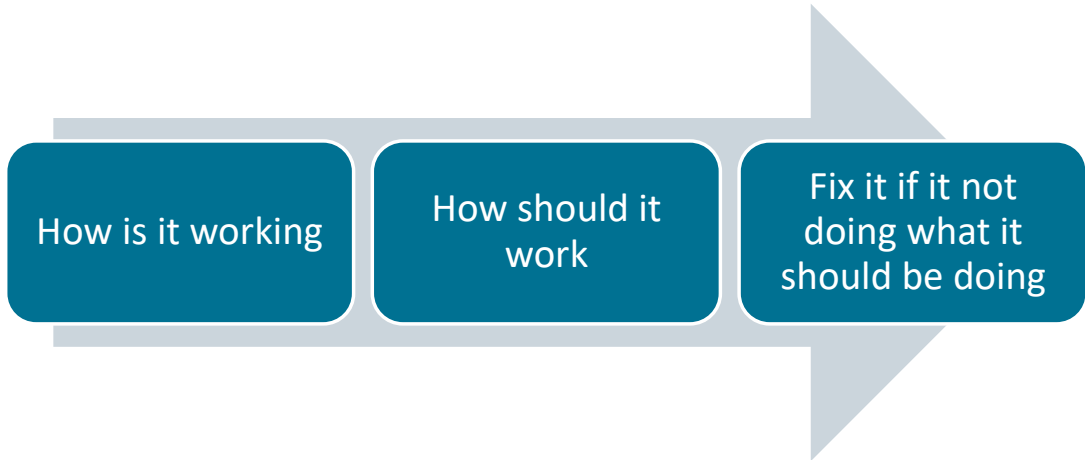 How is it working
How should it
work
Fix it if it not
doing what it
should be doing